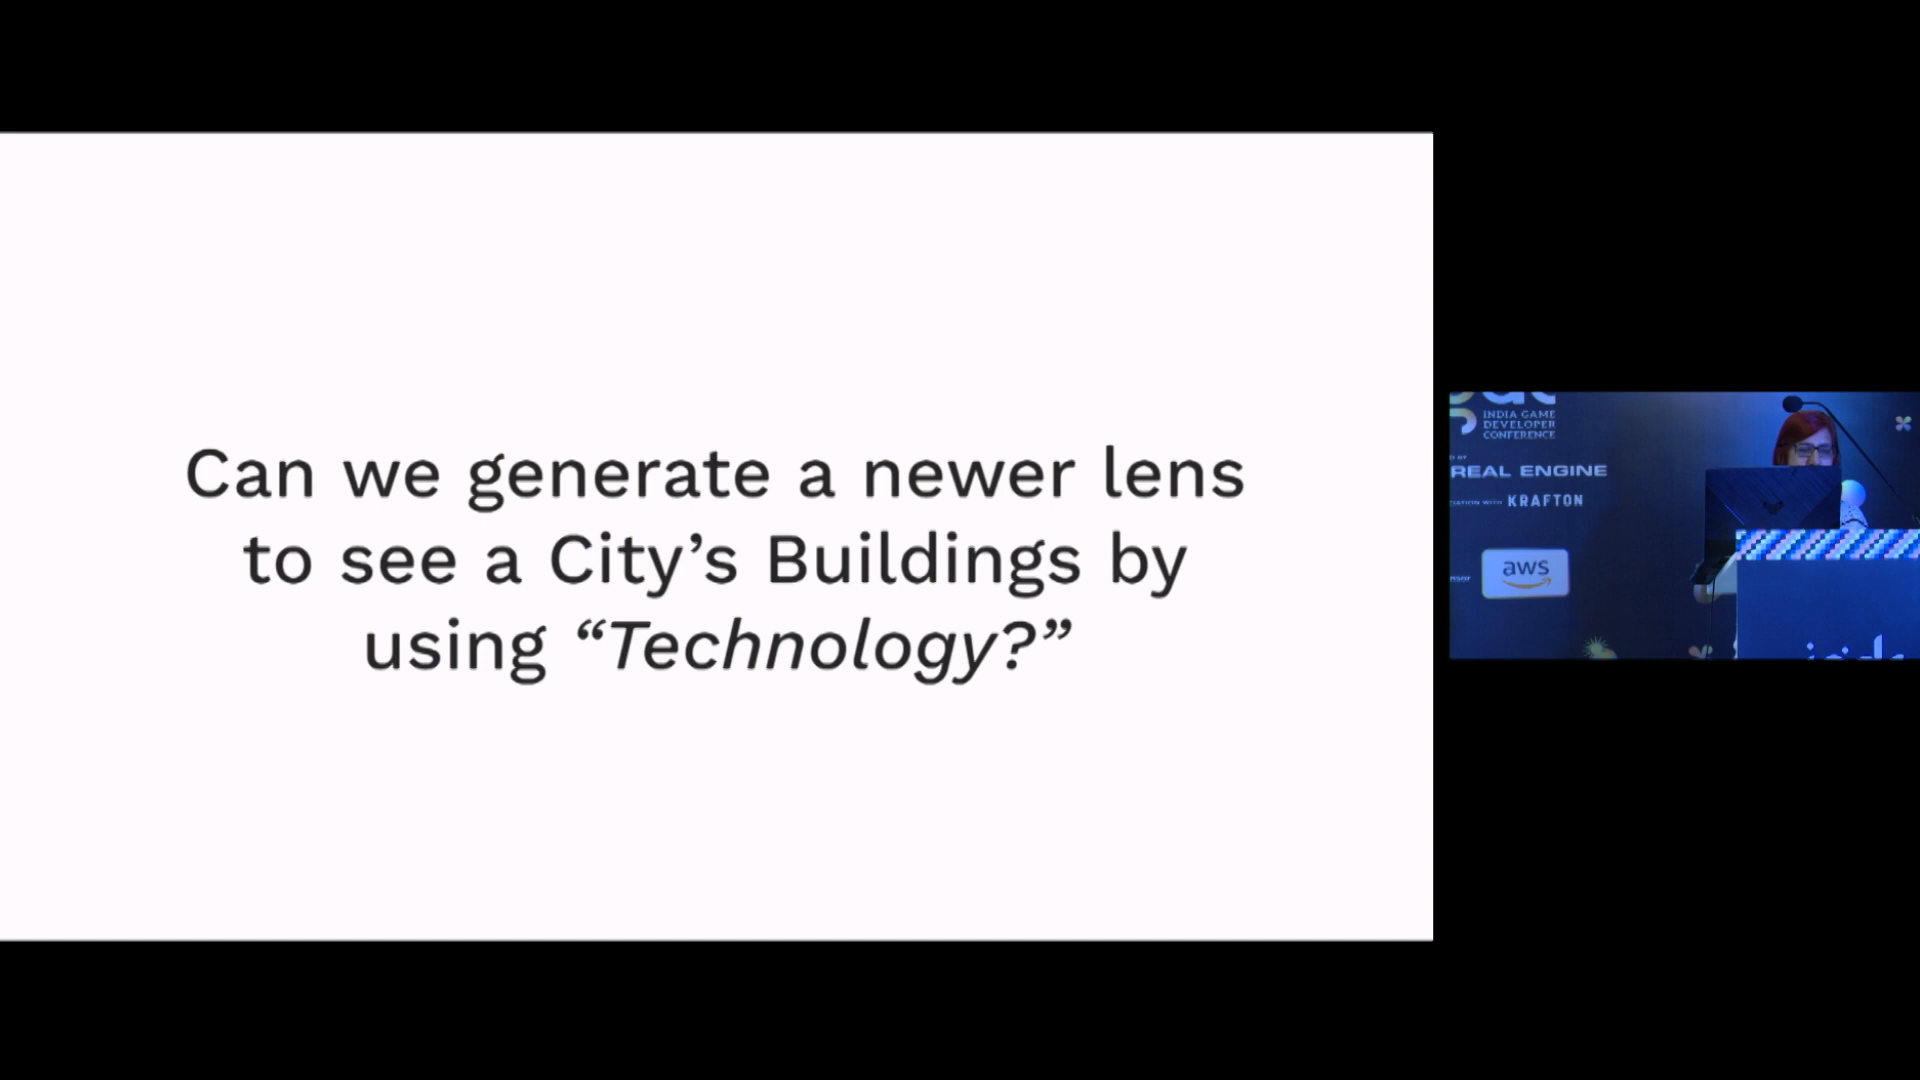 Can we generate a newer lens
to see a City’s Buildings by
using “Technology?”
INDIA GAME
DEVELOPER
CONFERENCE
REAL ENGINE
KRAFTON
aws